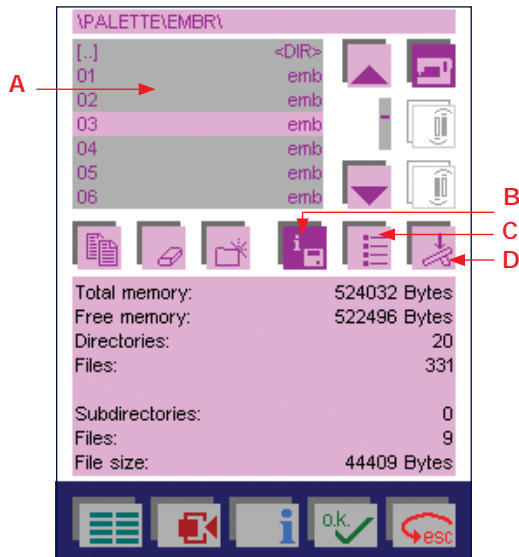 \PALETTE\EMBR\
[..] <DIR>
01 emb
02 emb
03 emb
04 emb
05 emb
06 emb
A
B
C
D
i
Total memory: 524032 Bytes
Free memory: 522496 Bytes
Directories: 20
Files: 331
Subdirectories: 0
Files: 9
File size: 44409 Bytes
i
o.k.
esc